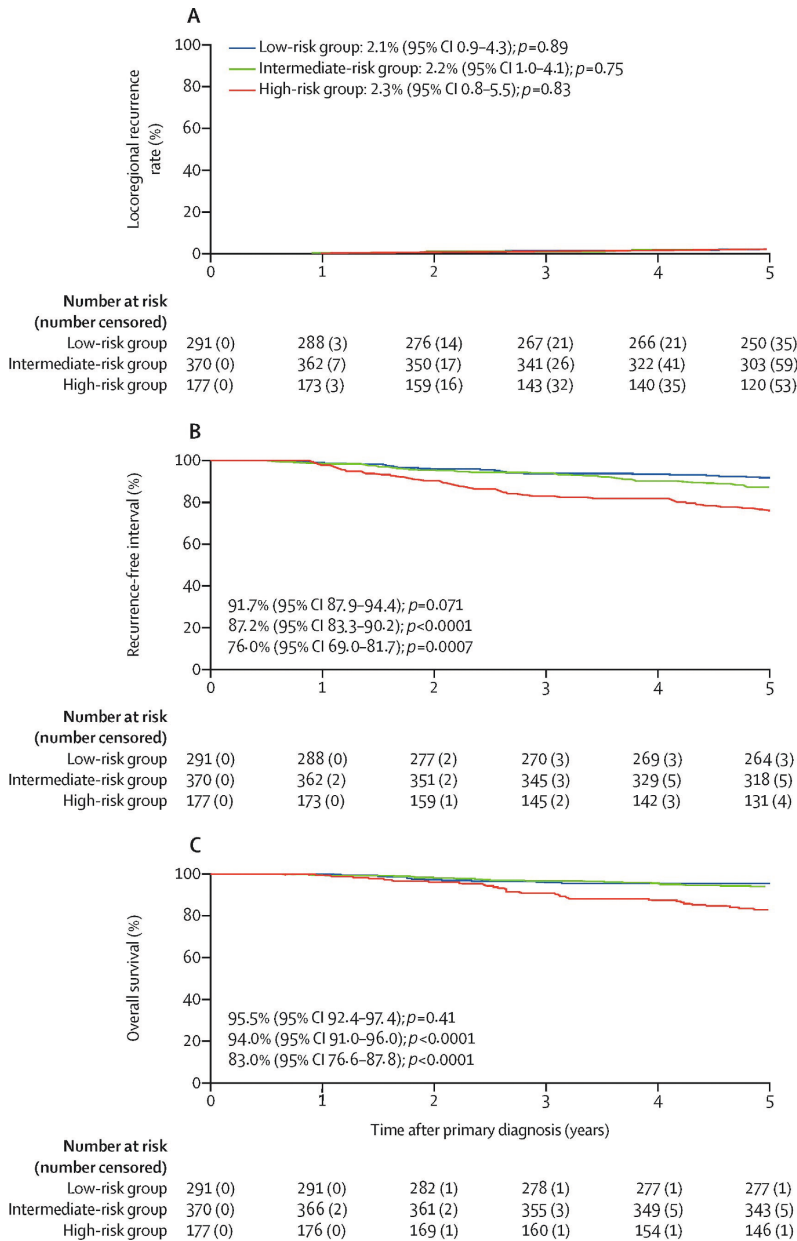 A
100
80
60
40
20
0
Locoregional recurrence
rate (%)
Low-risk group: 2·1% (95% CI 0·9–4·3); p=0·89
Intermediate-risk group: 2·2% (95% CI 1·0–4·1); p=0·75
High-risk group: 2·3% (95% CI 0·8–5·5); p=0·83
0 1 2 3 4 5
Number at risk
(number censored)
Low-risk group 291 (0) 288 (3) 276 (14) 267 (21) 266 (21) 250 (35)
Intermediate-risk group 370 (0) 362 (7) 350 (17) 341 (26) 322 (41) 303 (59)
High-risk group 177 (0) 173 (3) 159 (16) 143 (32) 140 (35) 120 (53)
B
100
80
60
40
20
0
Recurrence-free interval (%)
91·7% (95% CI 87·9–94·4); p=0·071
87·2% (95% CI 83·3–90·2); p<0·0001
76·0% (95% CI 69·0–81·7); p=0·0007
0 1 2 3 4 5
Number at risk
(number censored)
Low-risk group 291 (0) 288 (0) 277 (2) 270 (3) 269 (3) 264 (3)
Intermediate-risk group 370 (0) 362 (2) 351 (2) 345 (3) 329 (5) 318 (5)
High-risk group 177 (0) 173 (0) 159 (1) 145 (2) 142 (3) 131 (4)
C
100
80
60
40
20
0
Overall survival (%)
95·5% (95% CI 92·4–97·4); p=0·41
94·0% (95% CI 91·0–96·0); p<0·0001
83·0% (95% CI 76·6–87·8); p<0·0001
0 1 2 3 4 5
Time after primary diagnosis (years)
Number at risk
(number censored)
Low-risk group 291 (0) 291 (0) 282 (1) 278 (1) 277 (1) 277 (1)
Intermediate-risk group 370 (0) 366 (2) 361 (2) 355 (3) 349 (5) 343 (5)
High-risk group 177 (0) 176 (0) 169 (1) 160 (1) 154 (1) 146 (1)